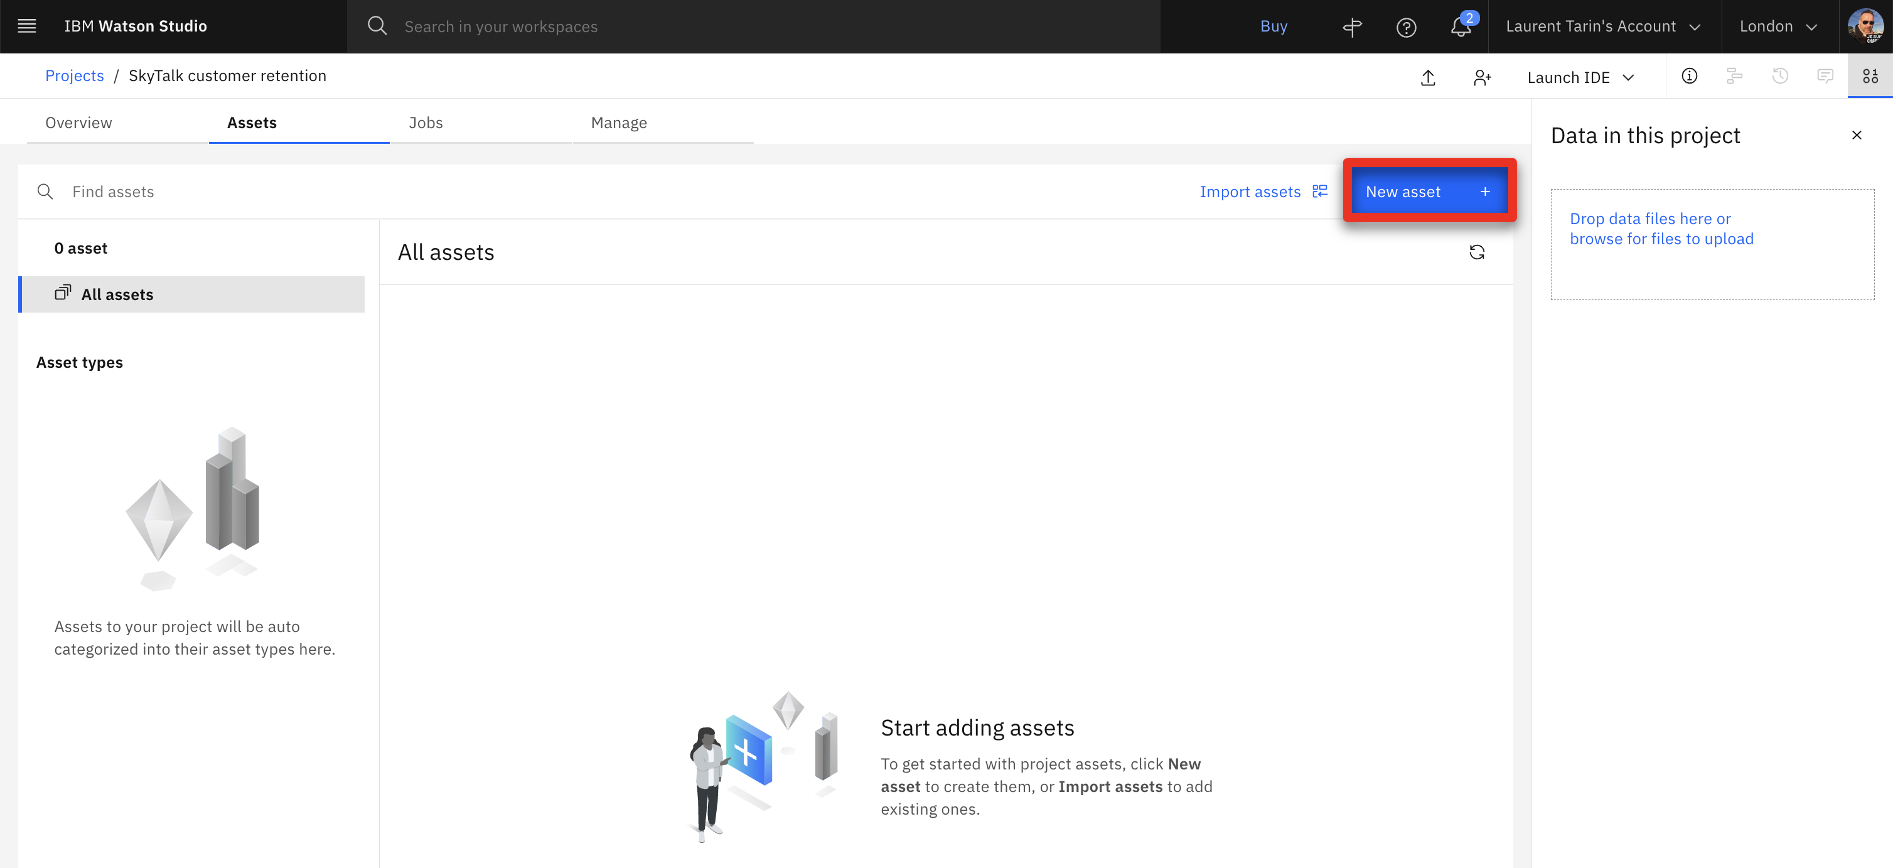 IBM Watson Studio
Search in your workspaces
Buy
2
Laurent Tarin's Account
London
Projects / SkyTalk customer retention
Launch IDE
Overview
Assets
Jobs
Manage
Find assets
Import assets
New asset +
0 asset
All assets
Asset types
Assets to your project will be auto
categorized into their asset types here.
All assets
Start adding assets
To get started with project assets, click New
asset to create them, or Import assets to add
existing ones.
Data in this project
Drop data files here or
browse for files to upload